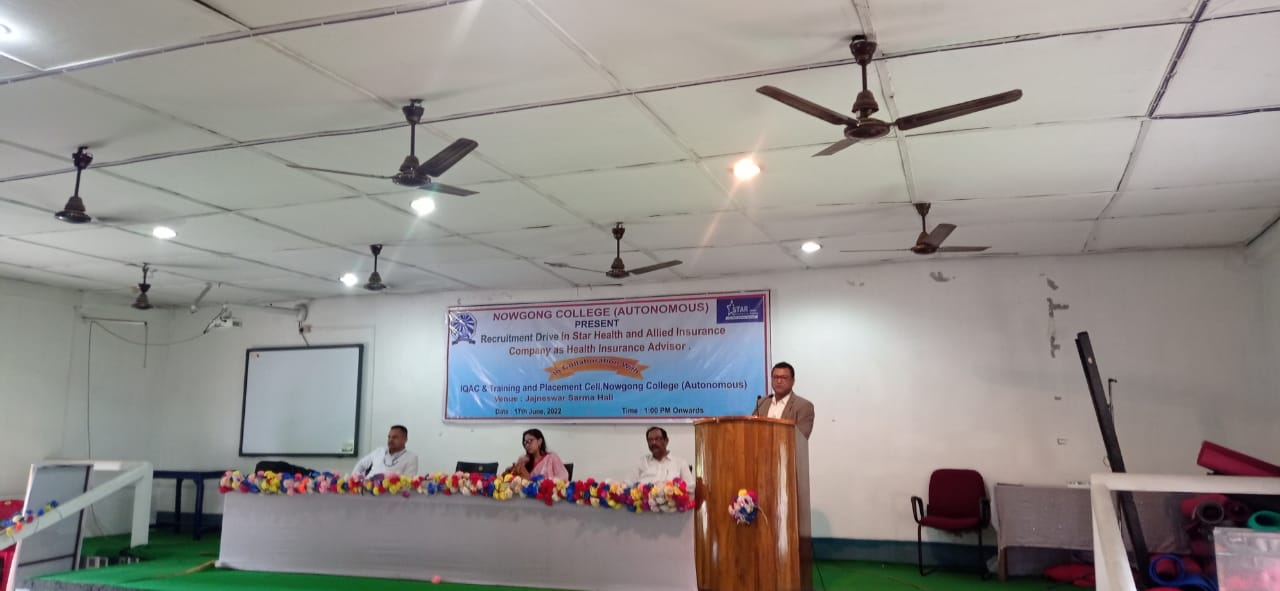 NOWGONG COLLEGE (AUTONOMOUS)
PRESENT
Recruitment Drive in Star Health and Allied Insurance
Company as Health Insurance Advisor .
In Collaboration With
IQAC & Training and Placement Cell,Nowgong College (Autonomous)
Venue : Jajneswar Sarma Hall
Date : 17th June, 2022 Time : 1:00 PM Onwards
STAR